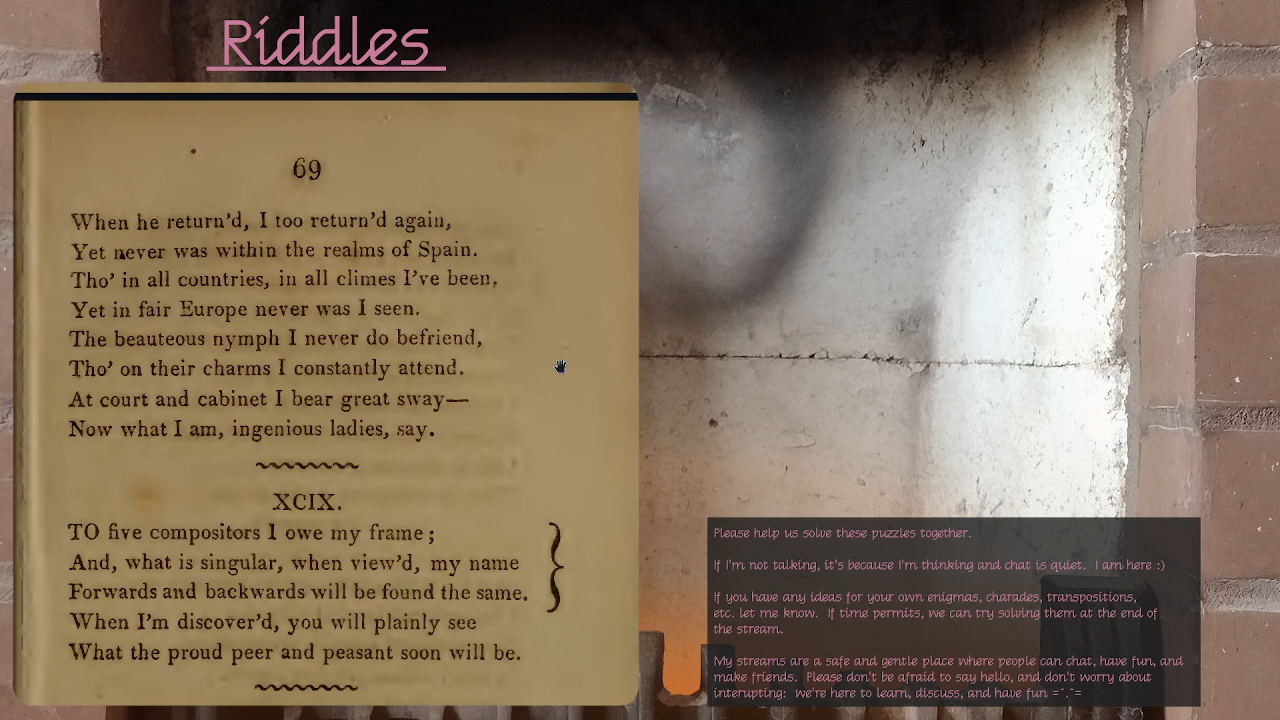 Riddles
69
When he return'd, I too return'd again,
Yet never was within the realms of Spain.
Tho' in all countries, in all climes I've been,
Yet in fair Europe never was I seen.
The beauteous nymph I never do befriend,
Tho' on their charms I constantly attend.
At court and cabinet I bear great sway—
Now what I am, ingenious ladies, say.
XCIX.
TO five compositors I owe my frame;
And, what is singular, when view'd, my name
Forwards and backwards will be found the same.
When I'm discover'd, you will plainly see
What the proud peer and peasant soon will be.
Please help us solve these puzzles together.
If I'm not talking, it's because I'm thinking and chat is quiet. I am here :)
If you have any ideas for your own enigmas, charades, transpositions,
etc. let me know. If time permits, we can try solving them at the end of
the stream.
My streams are a safe and gentle place where people can chat, have fun, and
make friends. Please don't be afraid to say hello, and don't worry about
interupting: we're here to learn, discuss, and have fun =^.^=